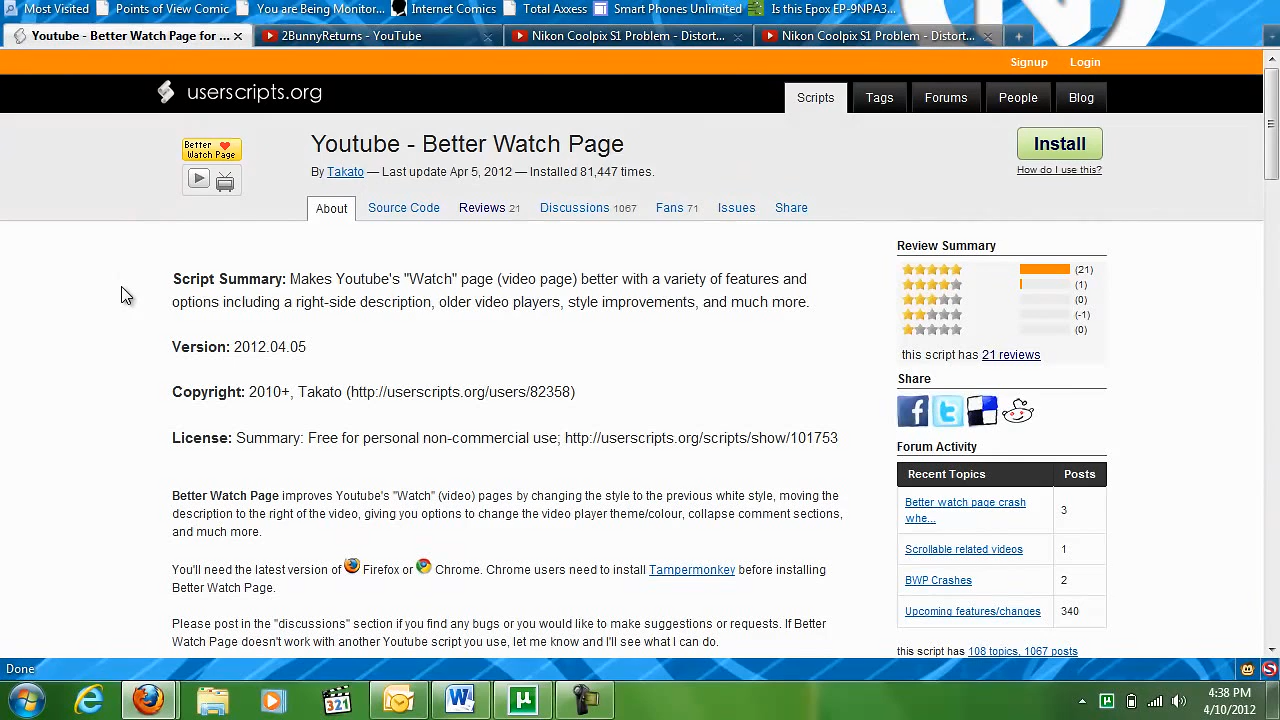 Most Visited Points of View Comic You are Being Monitor... Internet Comics Total Axxess Smart Phones Unlimited Is this Epox EP-9NPA3...
Youtube - Better Watch Page for ... 2BunnyReturns - YouTube Nikon Coolpix S1 Problem - Distort... Nikon Coolpix S1 Problem - Distort...
Signup Login
userscripts.org Scripts Tags Forums People Blog
Better Watch Page
Youtube - Better Watch Page
Install
By Takato — Last update Apr 5, 2012 — Installed 81,447 times.
How do I use this?
About Source Code Reviews 21 Discussions 1067 Fans 71 Issues Share
Script Summary: Makes Youtube's "Watch" page (video page) better with a variety of features and
options including a right-side description, older video players, style improvements, and much more.
Version: 2012.04.05
Copyright: 2010+, Takato (http://userscripts.org/users/82358)
License: Summary: Free for personal non-commercial use; http://userscripts.org/scripts/show/101753
Better Watch Page improves Youtube's "Watch" (video) pages by changing the style to the previous white style, moving the
description to the right of the video, giving you options to change the video player theme/colour, collapse comment sections,
and much more.
You'll need the latest version of Firefox or Chrome. Chrome users need to install Tampermonkey before installing
Better Watch Page.
Please post in the "discussions" section if you find any bugs or you would like to make suggestions or requests. If Better
Watch Page doesn't work with another Youtube script you use, let me know and I'll see what I can do.
Review Summary
(21)
(1)
(0)
(-1)
(0)
this script has 21 reviews
Share
Forum Activity
Recent Topics Posts
Better watch page crash
whe...
3
Scrollable related videos 1
BWP Crashes 2
Upcoming features/changes 340
this script has 108 topics, 1067 posts
Done
321
4:38 PM
4/10/2012